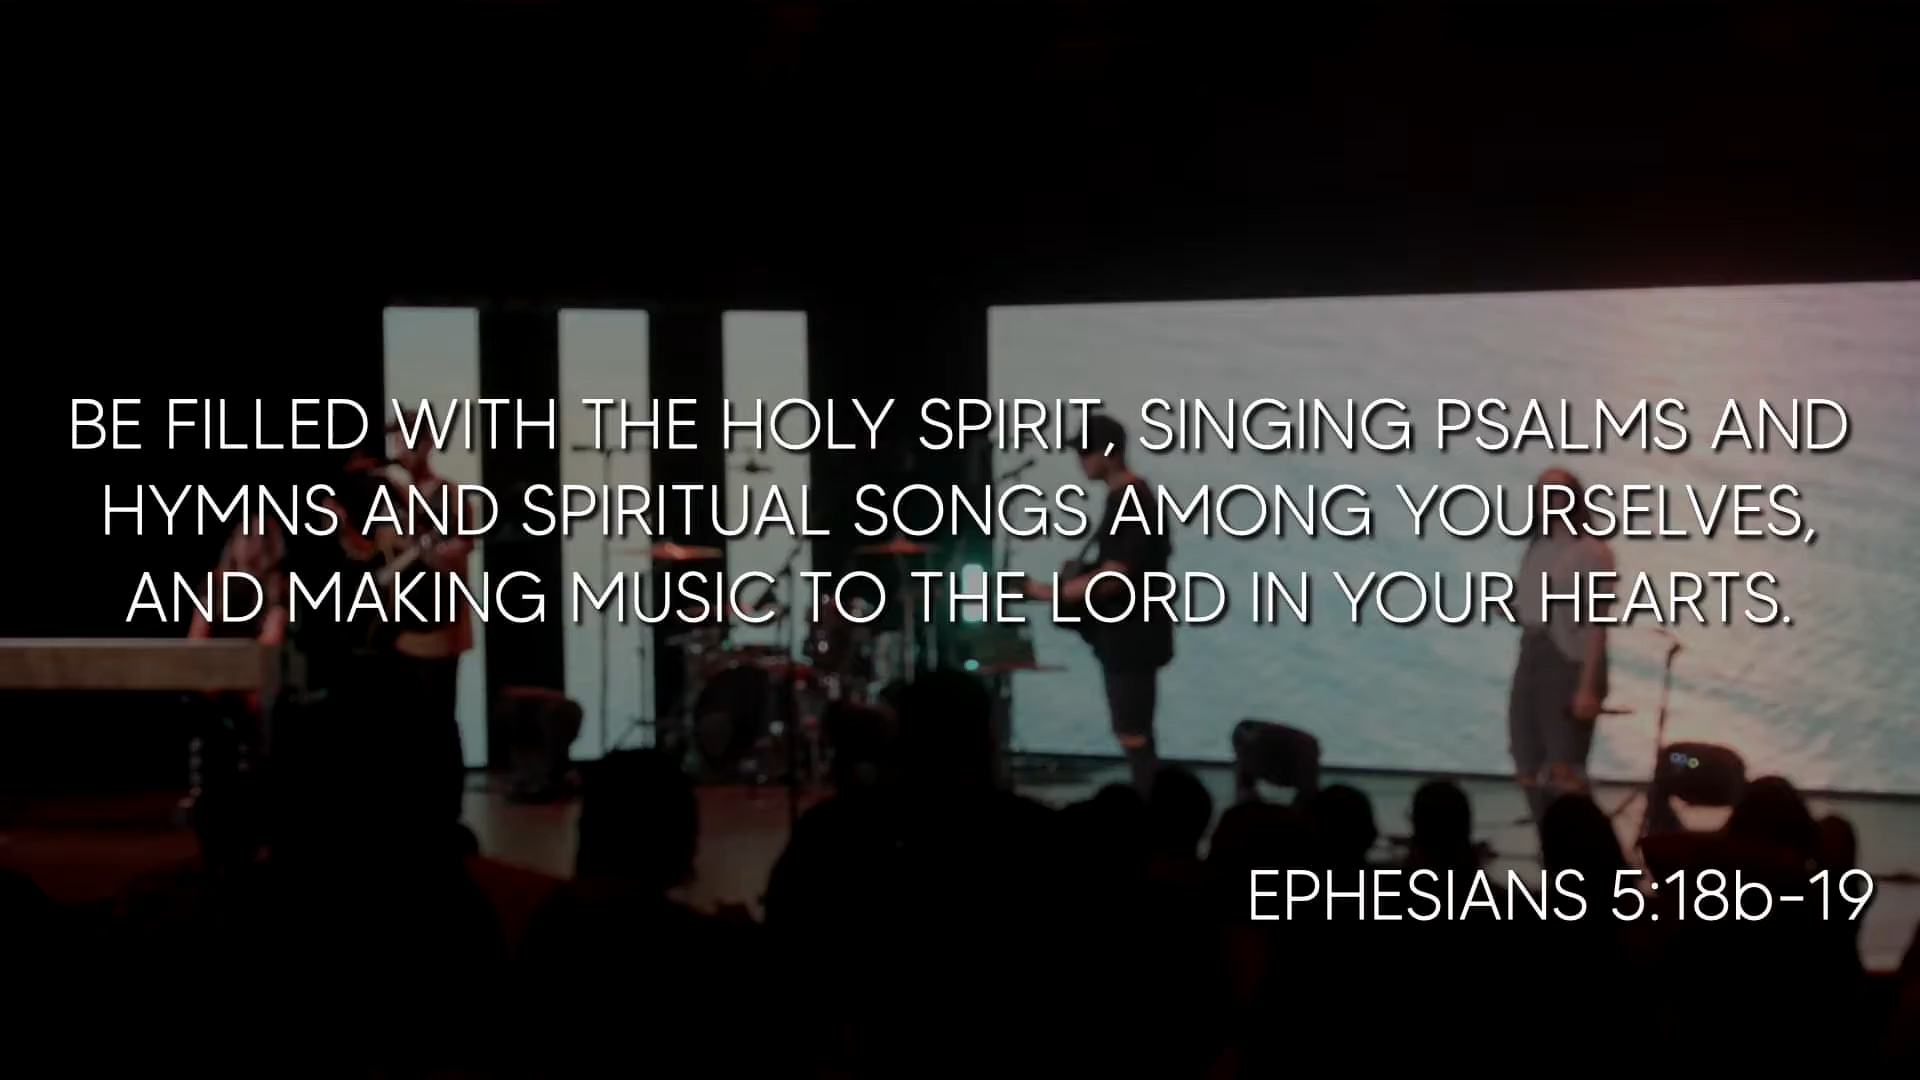 BE FILLED WITH THE HOLY SPIRIT, SINGING PSALMS AND
HYMNS AND SPIRITUAL SONGS AMONG YOURSELVES,
AND MAKING MUSIC TO THE LORD IN YOUR HEARTS.
EPHESIANS 5:18b-19